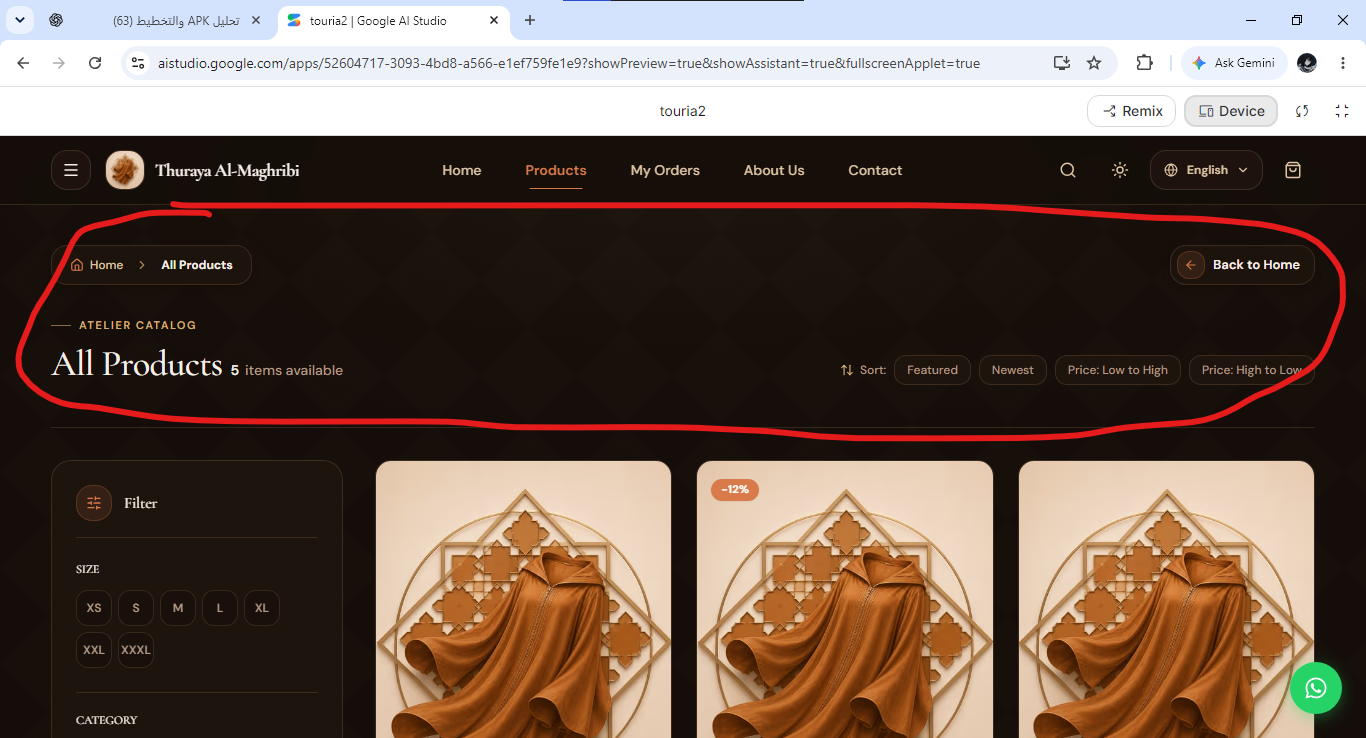 تحليل APK والتخطيط (63)
touria2 | Google AI Studio
aistudio.google.com/apps/52604717-3093-4bd8-a566-e1ef759fe1e9?showPreview=true&showAssistant=true&fullscreenApplet=true
Ask Gemini
touria2
Remix
Device
Thuraya Al-Maghribi
Home
Products
My Orders
About Us
Contact
English
Home > All Products
Back to Home
ATELIER CATALOG
All Products 5 items available
Sort:
Featured
Newest
Price: Low to High
Price: High to Low
Filter
-12%
SIZE
XS S M L XL
XXL XXXL
CATEGORY